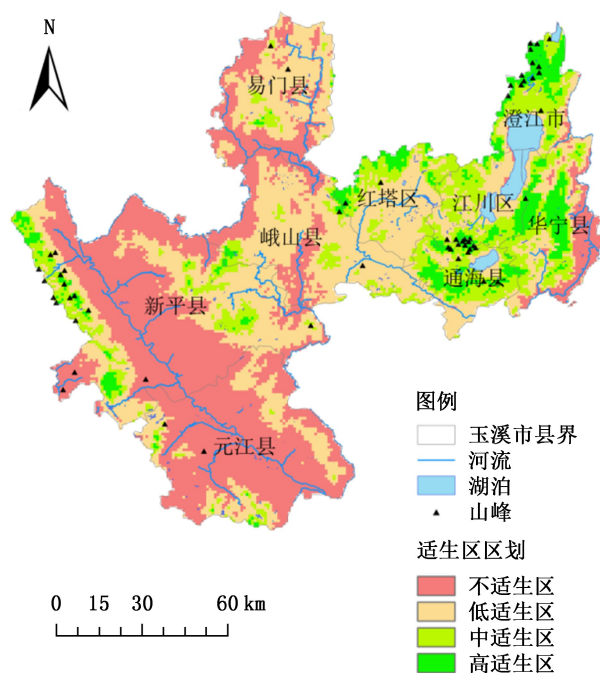 N
易门县
澄江市
红塔区
江川区
华宁县
峨山县
通海县
新平县
元江县
图例
玉溪市县界
河流
湖泊
山峰
适生区区划
不适生区
低适生区
中适生区
高适生区
0 15 30 60 km